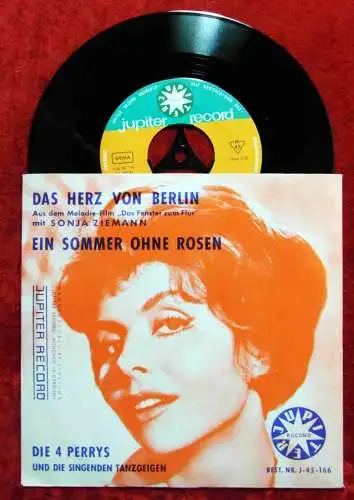 jupiter record
GEMA
DAS HERZ VON BERLIN
Aus dem Melodie-Film „Das Fenster zum Flur"
mit SONJA ZIEMANN
EIN SOMMER OHNE ROSEN
JUPITER RECORD
DIE 4 PERRYS
UND DIE SINGENDEN TANZGEIGEN
JUPITER
RECORD
BEST. NR. J-45-166